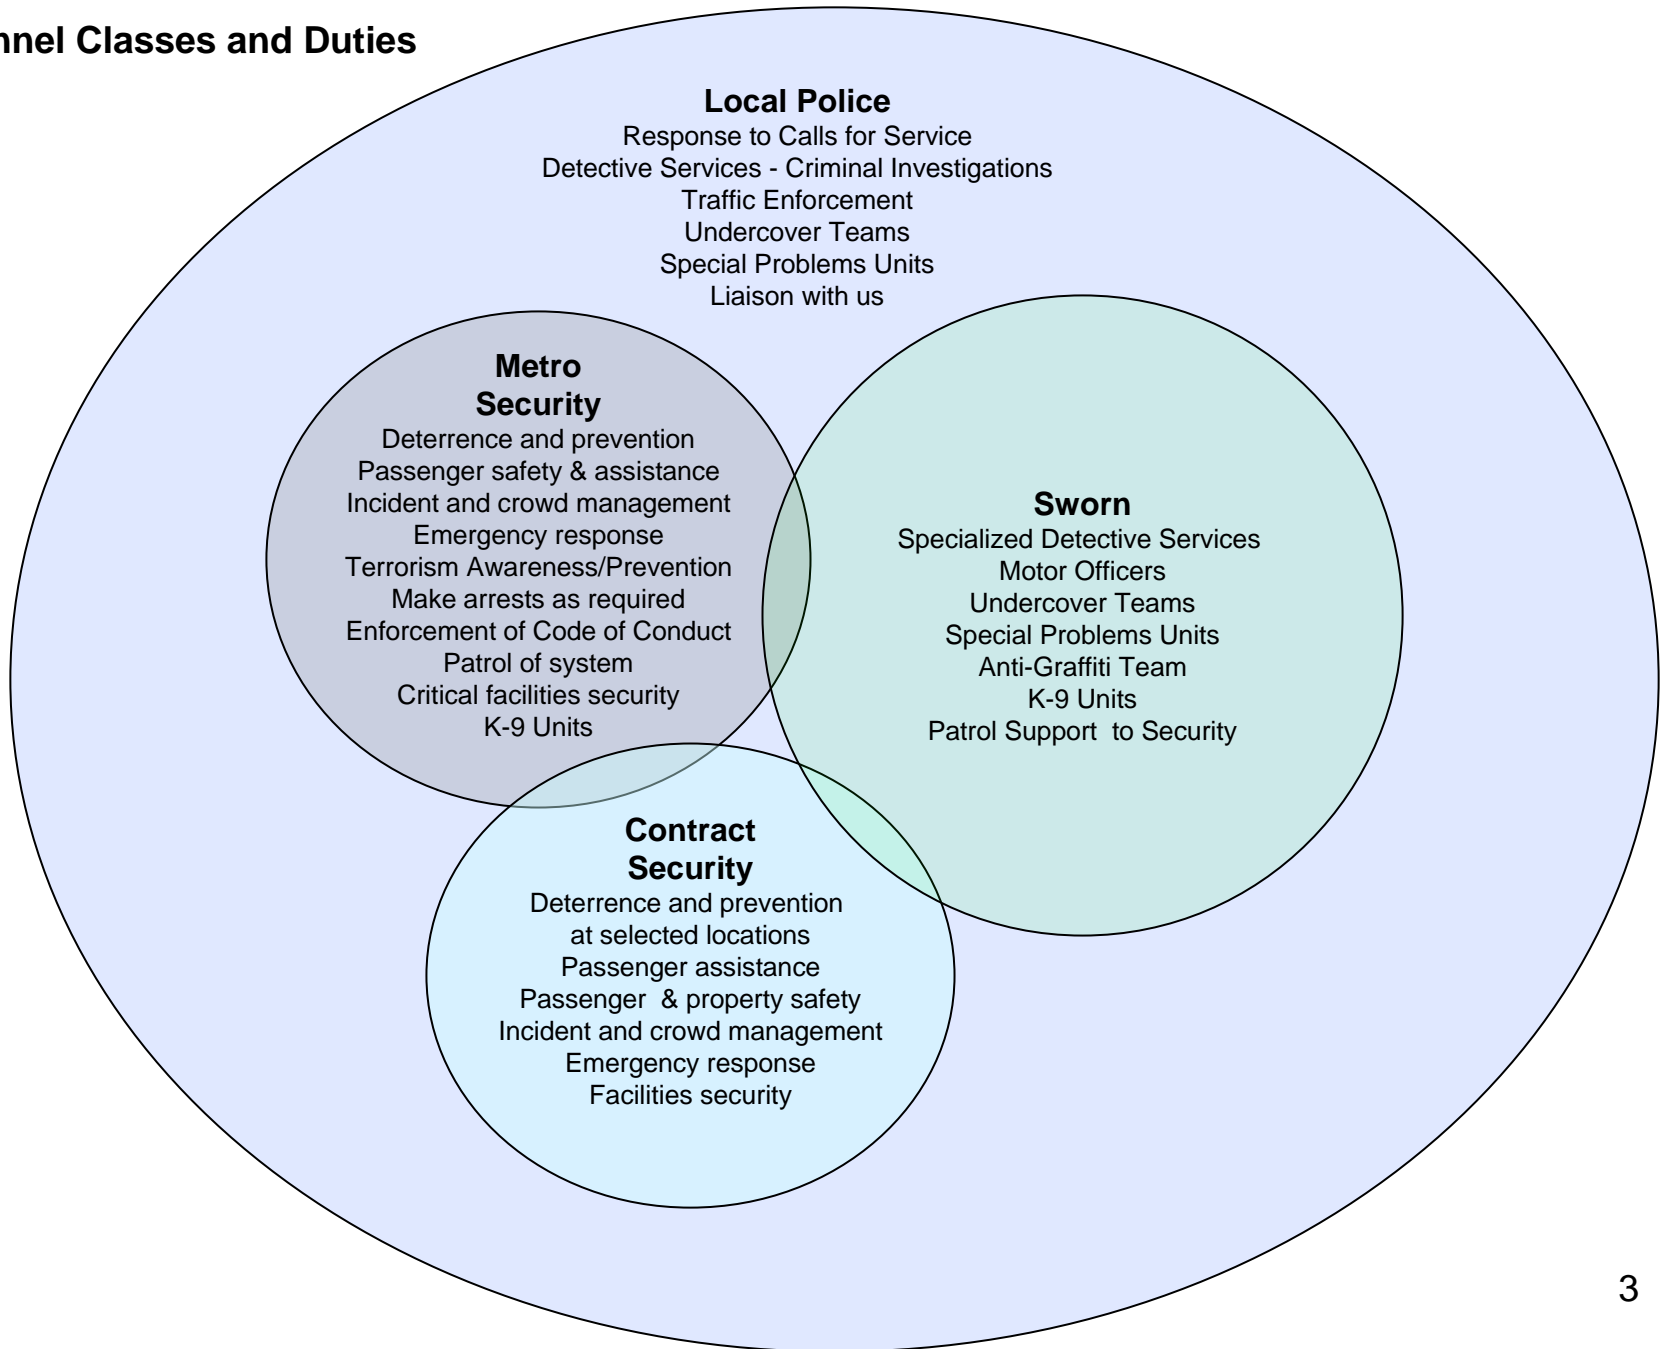 nnel Classes and Duties
Local Police
Response to Calls for Service
Detective Services - Criminal Investigations
Traffic Enforcement
Undercover Teams
Special Problems Units
Liaison with us
Metro
Security
Deterrence and prevention
Passenger safety & assistance
Incident and crowd management
Emergency response
Terrorism Awareness/Prevention
Make arrests as required
Enforcement of Code of Conduct
Patrol of system
Critical facilities security
K-9 Units
Sworn
Specialized Detective Services
Motor Officers
Undercover Teams
Special Problems Units
Anti-Graffiti Team
K-9 Units
Patrol Support to Security
Contract
Security
Deterrence and prevention
at selected locations
Passenger assistance
Passenger & property safety
Incident and crowd management
Emergency response
Facilities security
3